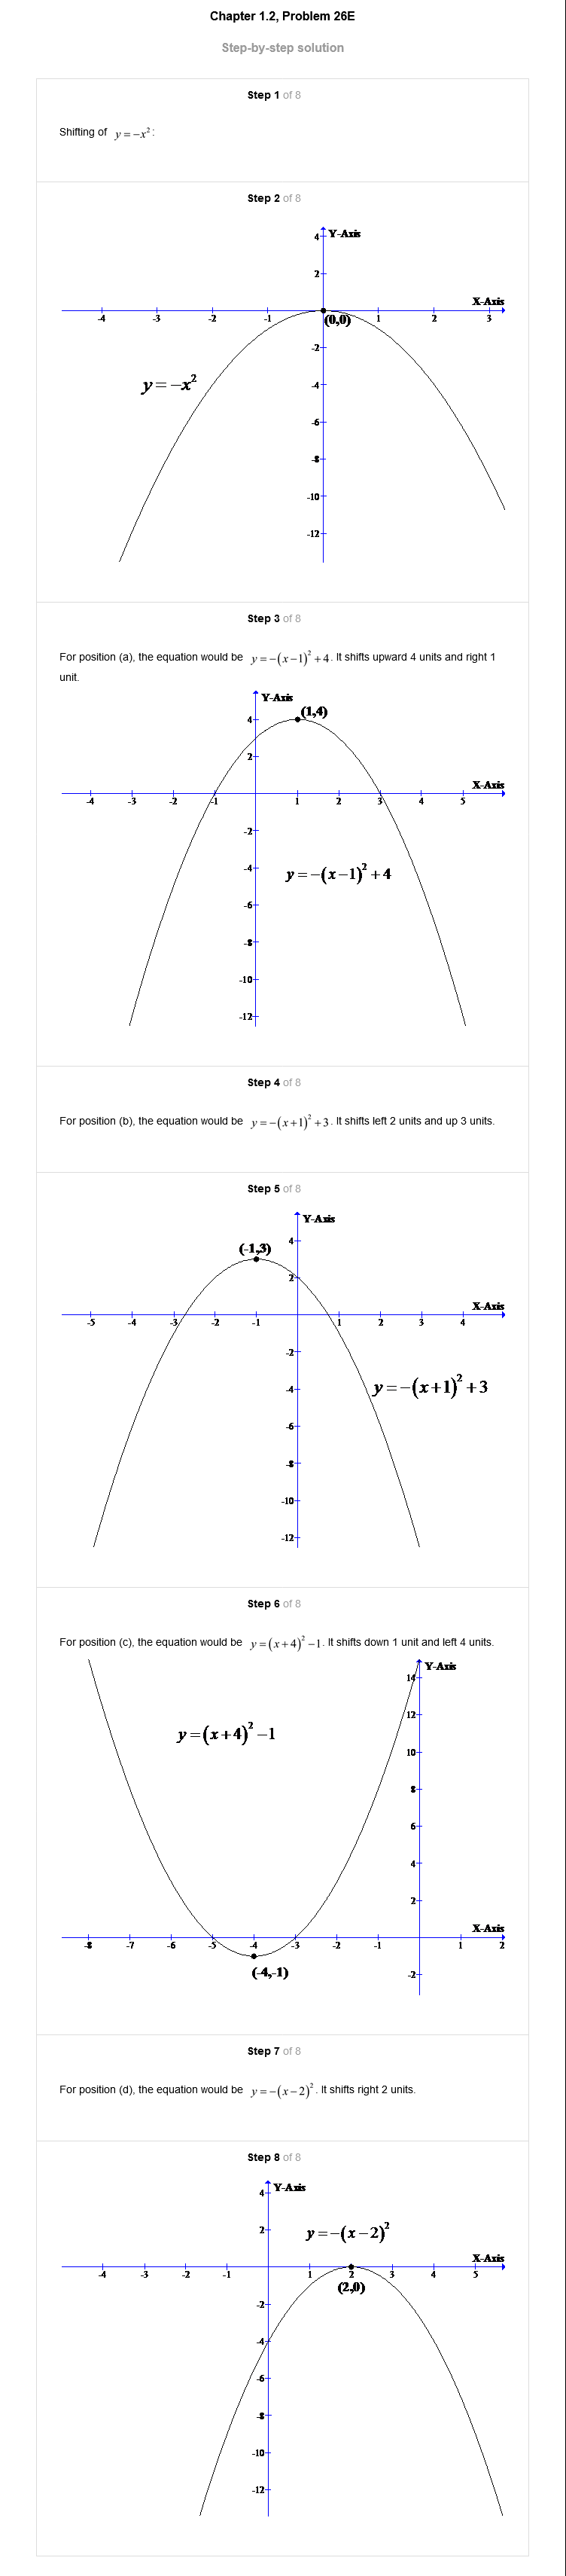 Chapter 1.2, Problem 26E
Step-by-step solution
Step 1 of 8
Shifting of y = −x²:
Step 2 of 8
Y-Axis
4
2
X-Axis
-4 -3 -2 -1 1 2 3
(0,0)
-2
y = −x²
-4
-6
-8
-10
-12
Step 3 of 8
For position (a), the equation would be y = −(x−1)² + 4. It shifts upward 4 units and right 1
unit.
Y-Axis
(1,4)
4
2
X-Axis
-4 -3 -2 -1 1 2 3 4 5
-2
-4
y = −(x−1)² + 4
-6
-8
-10
-12
Step 4 of 8
For position (b), the equation would be y = −(x+1)² + 3. It shifts left 2 units and up 3 units.
Step 5 of 8
Y-Axis
4
(-1,3)
2
X-Axis
-5 -4 -3 -2 -1 1 2 3 4
-2
-4
y = −(x+1)² + 3
-6
-8
-10
-12
Step 6 of 8
For position (c), the equation would be y = (x+4)² − 1. It shifts down 1 unit and left 4 units.
Y-Axis
14
12
y = (x+4)² − 1
10
8
6
4
2
X-Axis
-8 -7 -6 -5 -4 -3 -2 -1 1 2
(-4,-1)
-2
Step 7 of 8
For position (d), the equation would be y = −(x−2)². It shifts right 2 units.
Step 8 of 8
Y-Axis
4
2
y = −(x−2)²
X-Axis
-4 -3 -2 -1 1 2 3 4 5
(2,0)
-2
-4
-6
-8
-10
-12